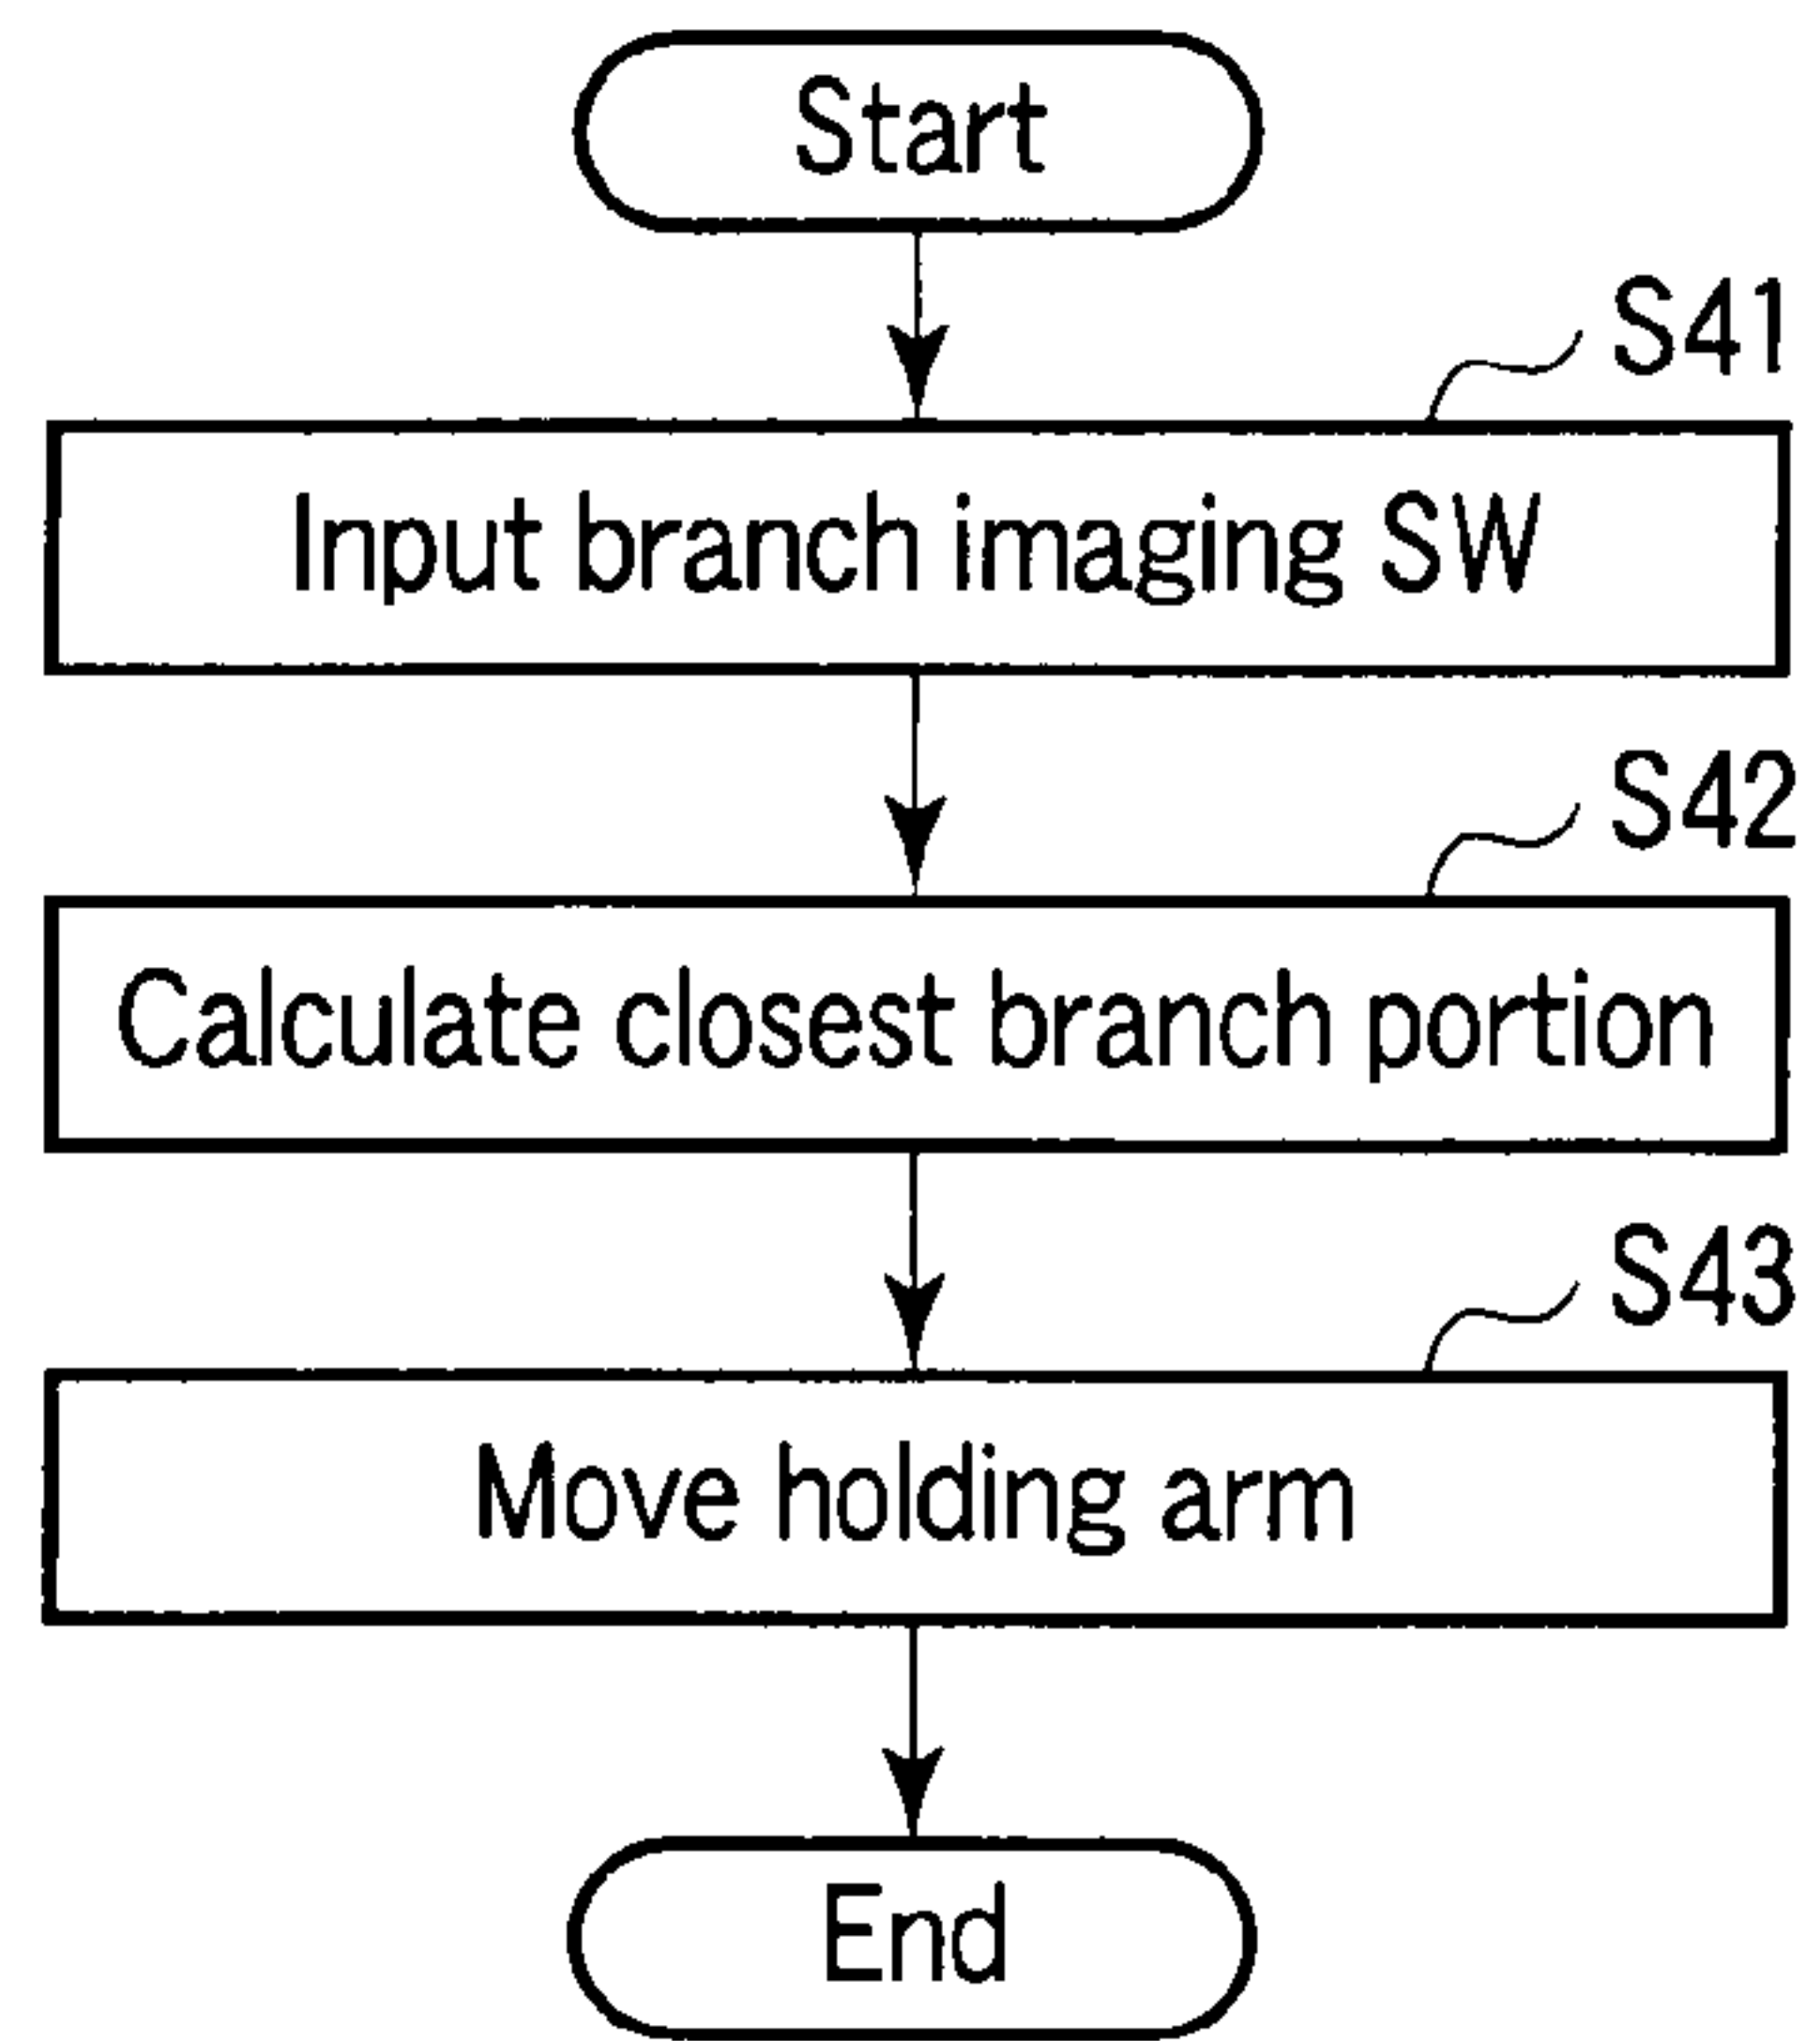 Start
S41
Input branch imaging SW
S42
Calculate closest branch portion
S43
Move holding arm
End